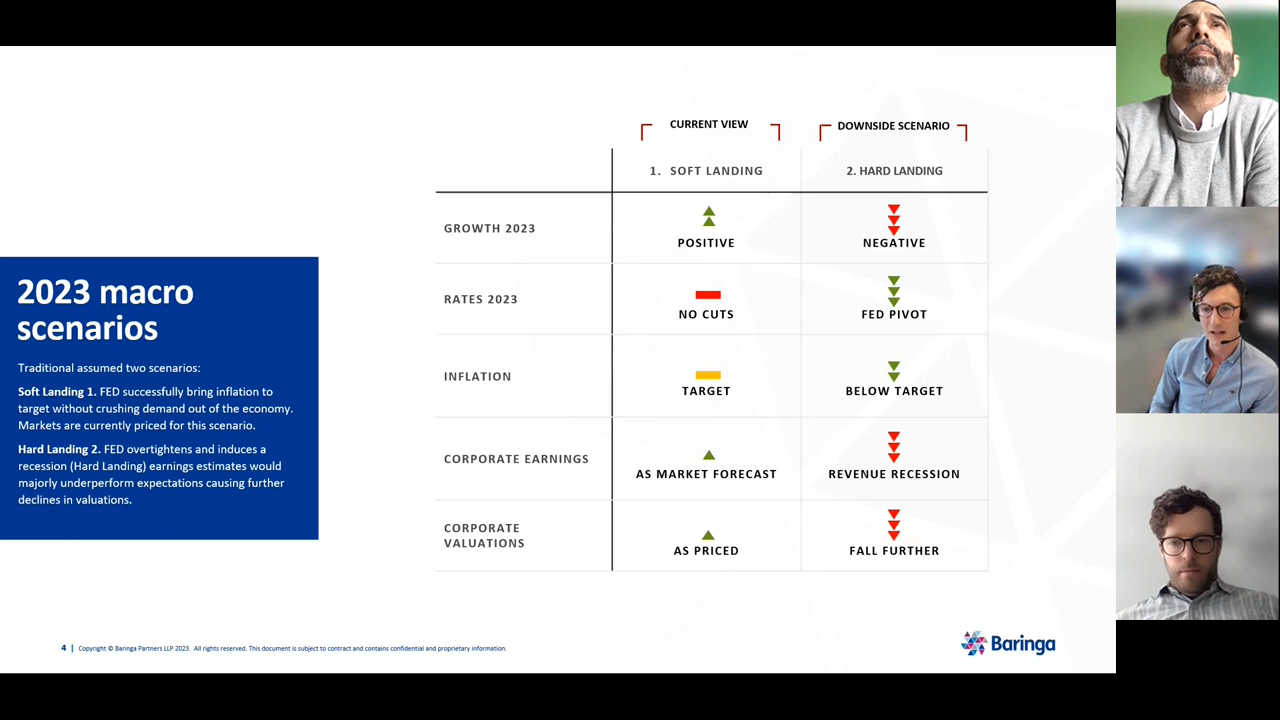 2023 macro
scenarios
Traditional assumed two scenarios:
Soft Landing 1. FED successfully bring inflation to
target without crushing demand out of the economy.
Markets are currently priced for this scenario.
Hard Landing 2. FED overtightens and induces a
recession (Hard Landing) earnings estimates would
majorly underperform expectations causing further
declines in valuations.
CURRENT VIEW
DOWNSIDE SCENARIO
1. SOFT LANDING
2. HARD LANDING
GROWTH 2023
POSITIVE
NEGATIVE
RATES 2023
NO CUTS
FED PIVOT
INFLATION
TARGET
BELOW TARGET
CORPORATE EARNINGS
AS MARKET FORECAST
REVENUE RECESSION
CORPORATE
VALUATIONS
AS PRICED
FALL FURTHER
4 | Copyright © Baringa Partners LLP 2023. All rights reserved. This document is subject to contract and contains confidential and proprietary information.
Baringa